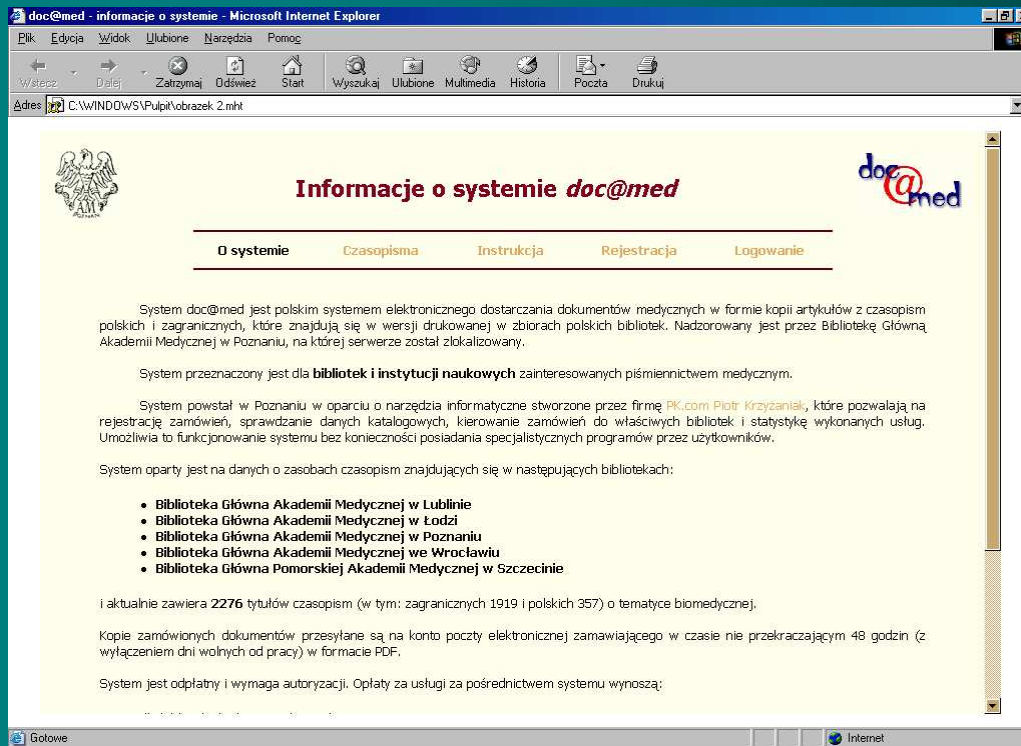 doc@med - informacje o systemie - Microsoft Internet Explorer
Plik Edycja Widok Ulubione Narzędzia Pomoc
Wstecz Dalej Zatrzymaj Odśwież Start Wyszukaj Ulubione Multimedia Historia Poczta Drukuj
Adres C:\WINDOWS\Pulpit\obrazek 2.mht
AM
Informacje o systemie doc@med
doc@med
O systemie Czasopisma Instrukcja Rejestracja Logowanie
System doc@med jest polskim systemem elektronicznego dostarczania dokumentów medycznych w formie kopii artykułów z czasopism
polskich i zagranicznych, które znajdują się w wersji drukowanej w zbiorach polskich bibliotek. Nadzorowany jest przez Bibliotekę Główną
Akademii Medycznej w Poznaniu, na której serwerze został zlokalizowany.
System przeznaczony jest dla bibliotek i instytucji naukowych zainteresowanych piśmiennictwem medycznym.
System powstał w Poznaniu w oparciu o narzędzia informatyczne stworzone przez firmę PK.com Piotr Krzyżaniak, które pozwalają na
rejestrację zamówień, sprawdzanie danych katalogowych, kierowanie zamówień do właściwych bibliotek i statystykę wykonanych usług.
Umożliwia to funkcjonowanie systemu bez konieczności posiadania specjalistycznych programów przez użytkowników.
System oparty jest na danych o zasobach czasopism znajdujących się w następujących bibliotekach:
• Biblioteka Główna Akademii Medycznej w Lublinie
• Biblioteka Główna Akademii Medycznej w Łodzi
• Biblioteka Główna Akademii Medycznej w Poznaniu
• Biblioteka Główna Akademii Medycznej we Wrocławiu
• Biblioteka Główna Pomorskiej Akademii Medycznej w Szczecinie
i aktualnie zawiera 2276 tytułów czasopism (w tym: zagranicznych 1919 i polskich 357) o tematyce biomedycznej.
Kopie zamówionych dokumentów przesyłane są na konto poczty elektronicznej zamawiającego w czasie nie przekraczającym 48 godzin (z
wyłączeniem dni wolnych od pracy) w formacie PDF.
System jest odpłatny i wymaga autoryzacji. Opłaty za usługi za pośrednictwem systemu wynoszą:
Gotowe Internet